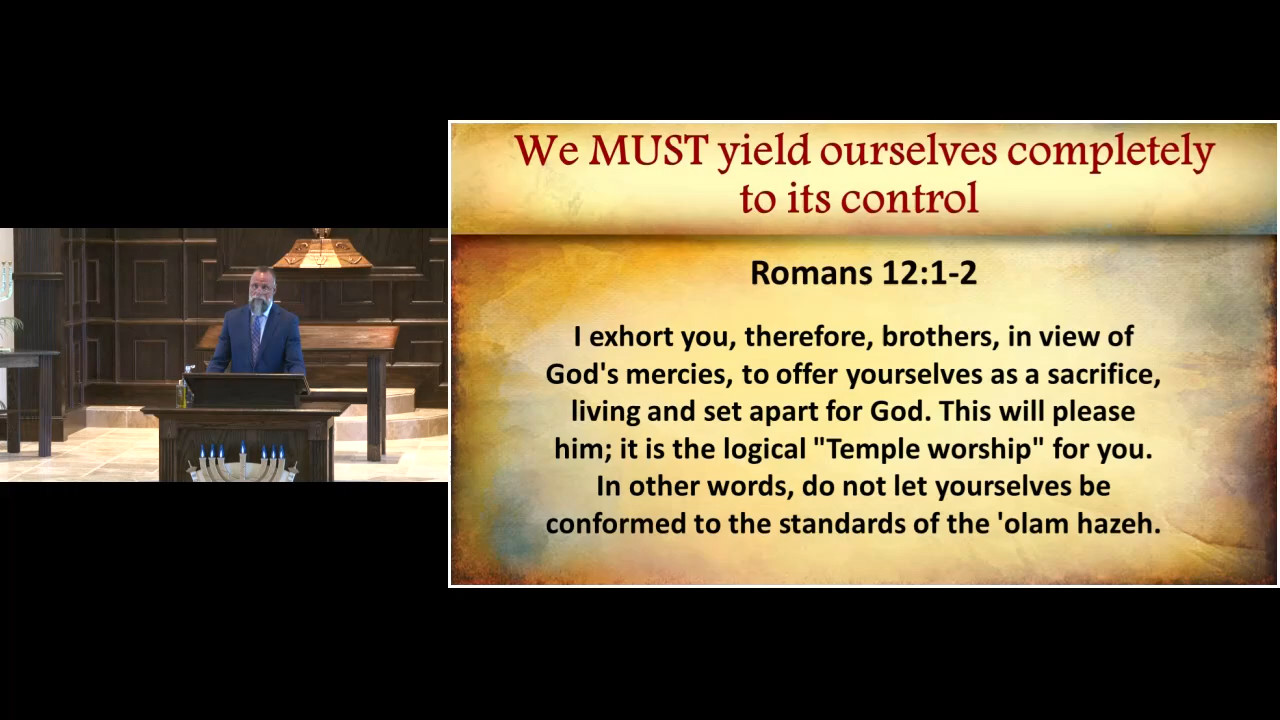 We MUST yield ourselves completely
to its control
Romans 12:1-2
I exhort you, therefore, brothers, in view of
God's mercies, to offer yourselves as a sacrifice,
living and set apart for God. This will please
him; it is the logical "Temple worship" for you.
In other words, do not let yourselves be
conformed to the standards of the 'olam hazeh.